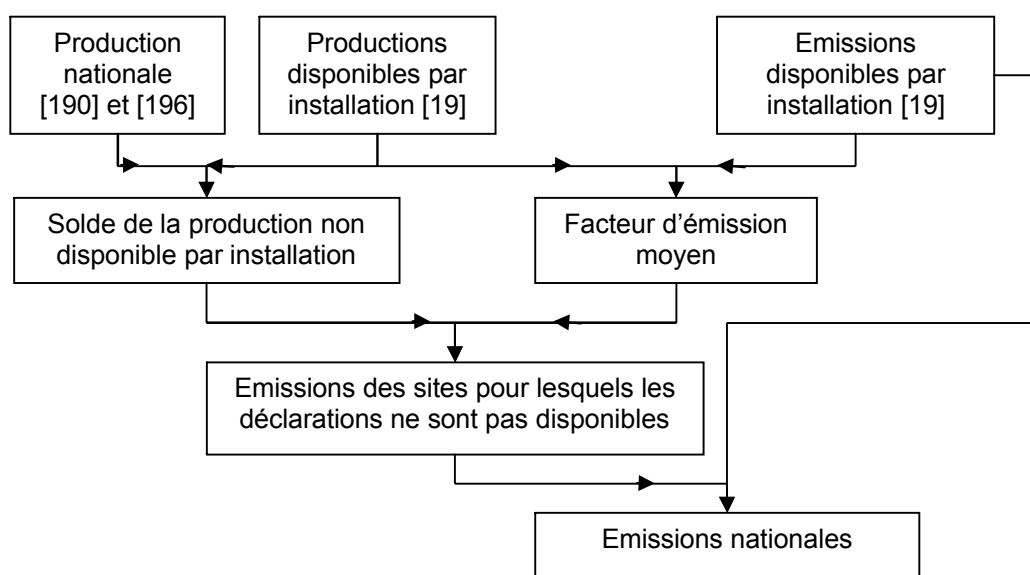 Production
nationale
[190] et [196]
Productions
disponibles par
installation [19]
Emissions
disponibles par
installation [19]
Solde de la production non
disponible par installation
Facteur d’émission
moyen
Emissions des sites pour lesquels les
déclarations ne sont pas disponibles
Emissions nationales